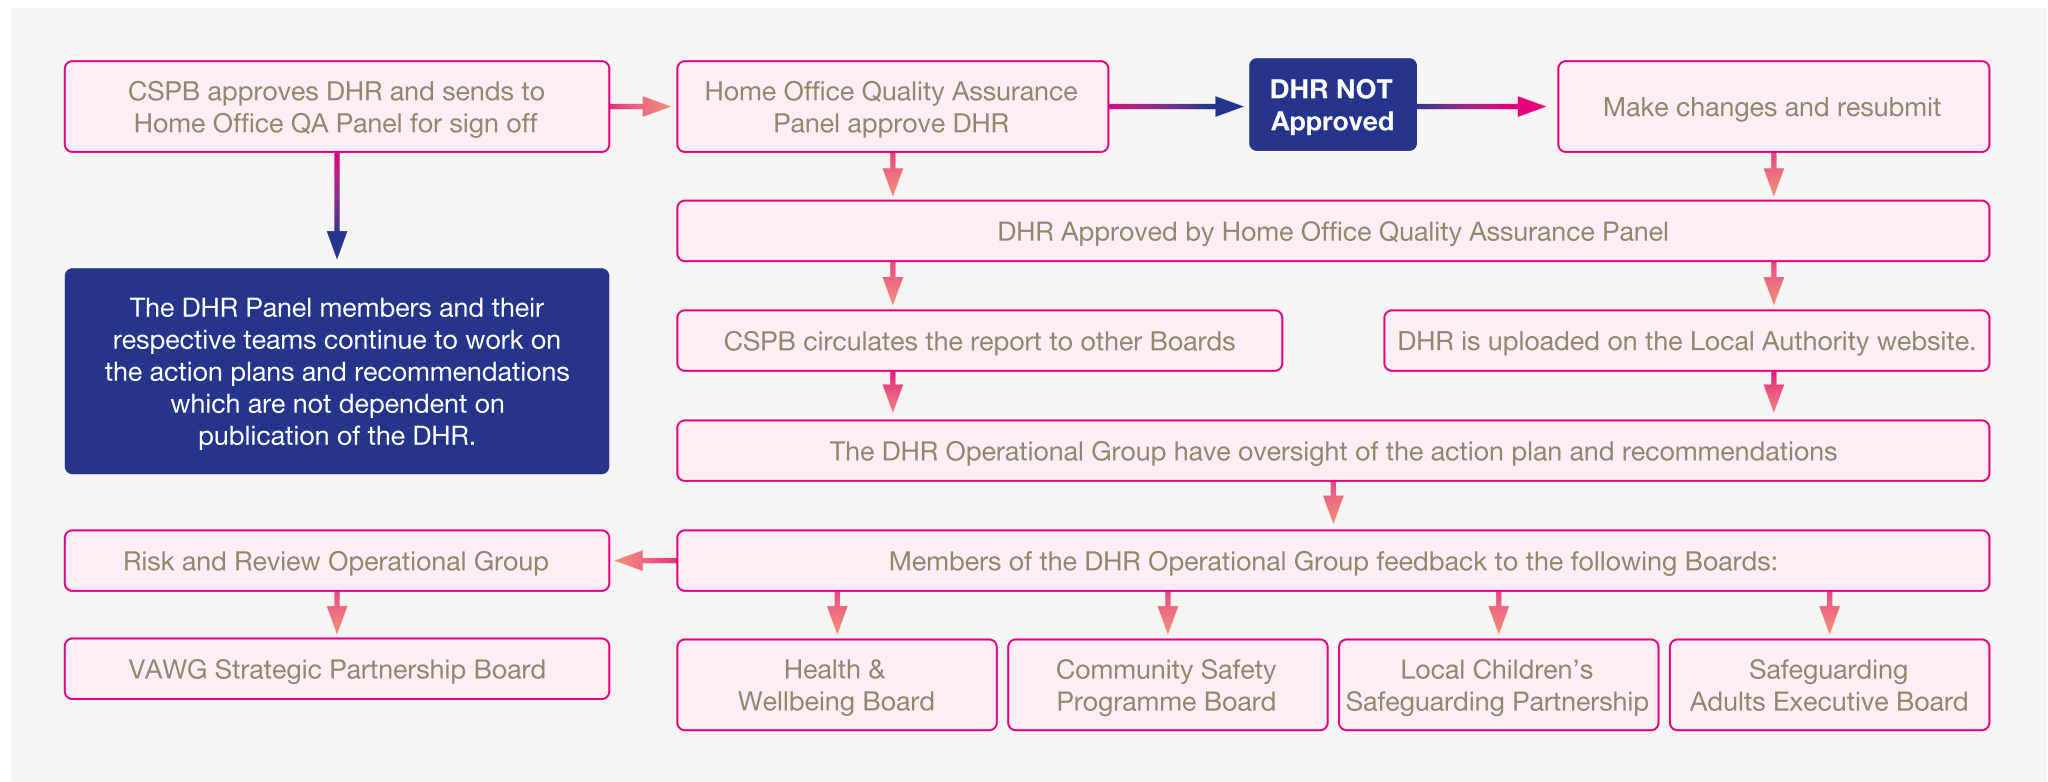 CSPB approves DHR and sends to
Home Office QA Panel for sign off
Home Office Quality Assurance
Panel approve DHR
DHR NOT
Approved
Make changes and resubmit
DHR Approved by Home Office Quality Assurance Panel
The DHR Panel members and their
respective teams continue to work on
the action plans and recommendations
which are not dependent on
publication of the DHR.
CSPB circulates the report to other Boards
DHR is uploaded on the Local Authority website.
The DHR Operational Group have oversight of the action plan and recommendations
Risk and Review Operational Group
Members of the DHR Operational Group feedback to the following Boards:
VAWG Strategic Partnership Board
Health &
Wellbeing Board
Community Safety
Programme Board
Local Children’s
Safeguarding Partnership
Safeguarding
Adults Executive Board